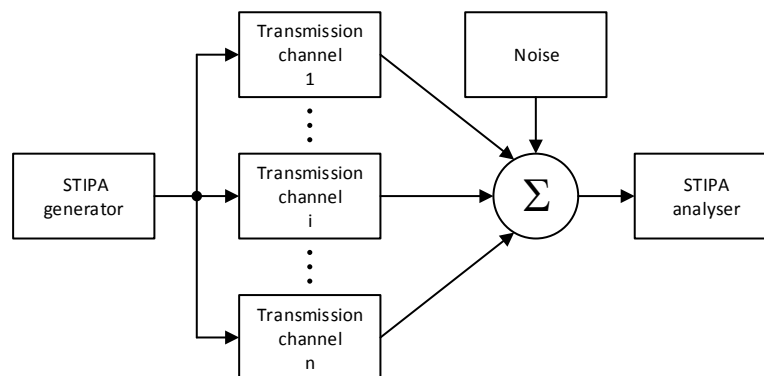 Transmission
channel
1
Noise
STIPA
generator
Transmission
channel
i
Σ
STIPA
analyser
Transmission
channel
n